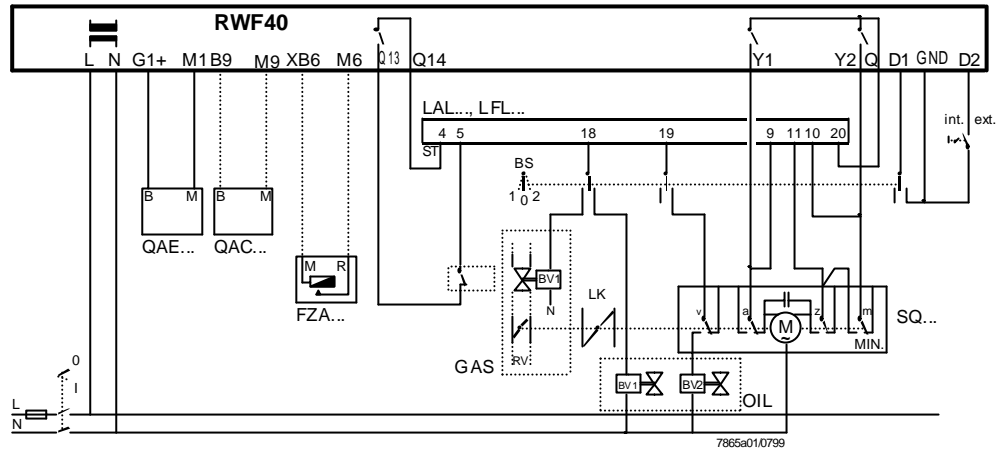 RWF40
L N G1+ M1 B9 M9 XB6 M6 Q13 Q14 Y1 Y2 Q D1 GND D2
LAL..., LFL...
int. ext.
4 5 18 19 9 11 10 20
ST
BS
1 0 2
B M B M
QAE... QAC...
M R
FZA...
BV1
N
LK
v a M ~ z m
SQ...
MIN.
RV
GAS
0
I
BV1 BV2
OIL
L
N
7865a01/0799